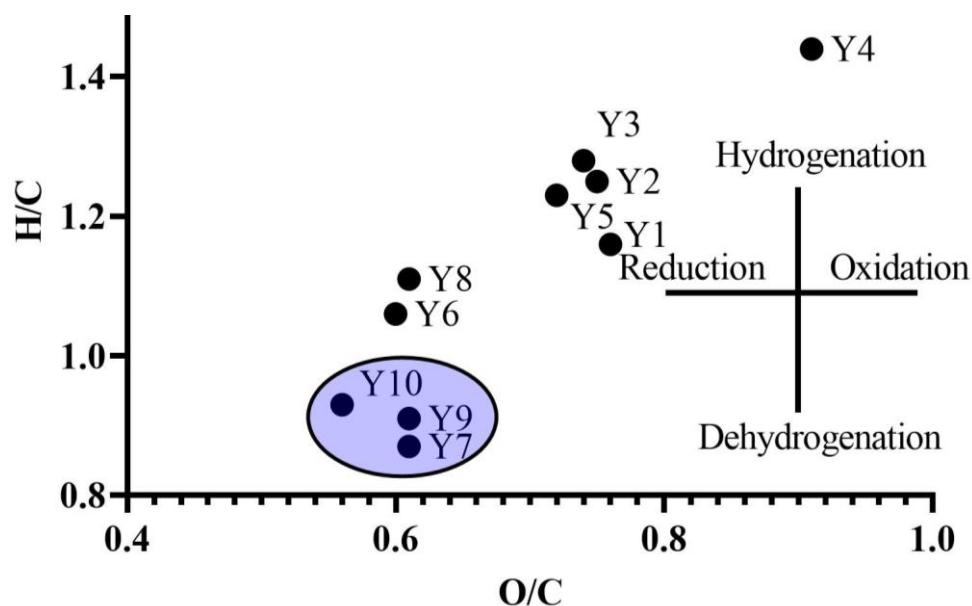 1.4
1.2
1.0
0.8
H/C
0.4 0.6 0.8 1.0
O/C
Y4
Y3
Y2
Y5
Y1
Y8
Y6
Y10
Y9
Y7
Hydrogenation
Reduction Oxidation
Dehydrogenation